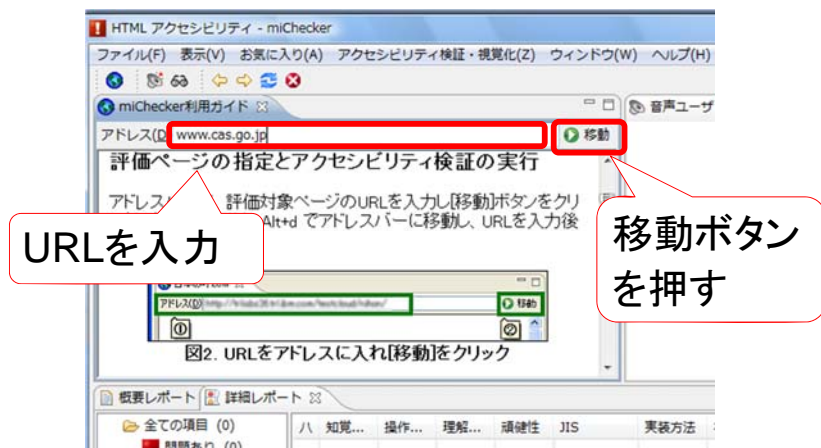 HTML アクセシビリティ - miChecker
ファイル(F) 表示(V) お気に入り(A) アクセシビリティ検証・視覚化(Z) ウィンドウ(W) ヘルプ(H)
miChecker利用ガイド
音声ユーザ
アドレス(D) www.cas.go.jp 移動
評価ページの指定とアクセシビリティ検証の実行
アドレス 評価対象ページのURLを入力し[移動]ボタンをクリ
Alt+d でアドレスバーに移動し、URLを入力後
URLを入力
移動ボタン
を押す
アドレス(D) 移動
① ②
図2. URLをアドレスに入れ[移動]をクリック
概要レポート 詳細レポート
全ての項目 (0) ハ 知覚... 操作... 理解... 頑健性 JIS 実装方法
問題あり (0)